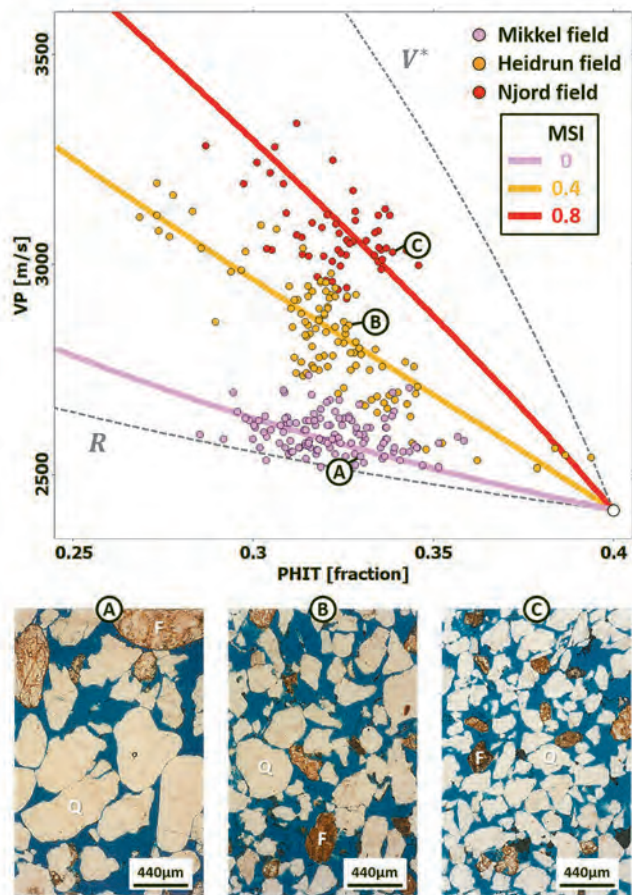 3500
3000
2500
VP [m/s]
V*
Mikkel field
Heidrun field
Njord field
MSI
0
0.4
0.8
C
B
A
R
0.25
0.3
0.35
0.4
PHIT [fraction]
A
B
C
F
Q
440μm
Q
F
440μm
F
Q
440μm